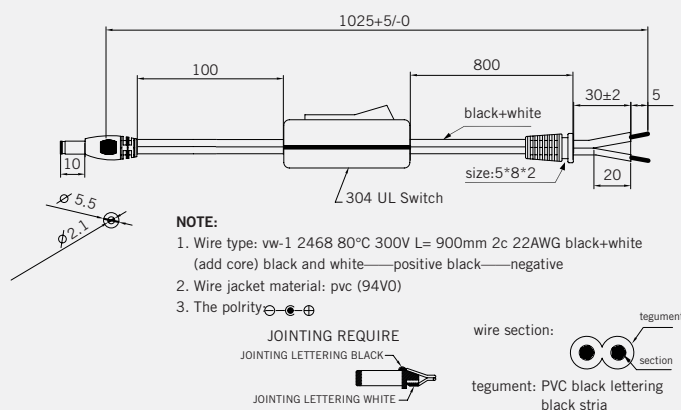 1025+5/-0
100
800
30±2
5
black+white
10
size:5*8*2
20
304 UL Switch
ø 5.5
ø2.1
NOTE:
1. Wire type: vw-1 2468 80°C 300V L= 900mm 2c 22AWG black+white
(add core) black and white——positive black——negative
2. Wire jacket material: pvc (94V0)
3. The polrity:
JOINTING REQUIRE
JOINTING LETTERING BLACK
JOINTING LETTERING WHITE
wire section:
tegument
section
tegument: PVC black lettering
black stria